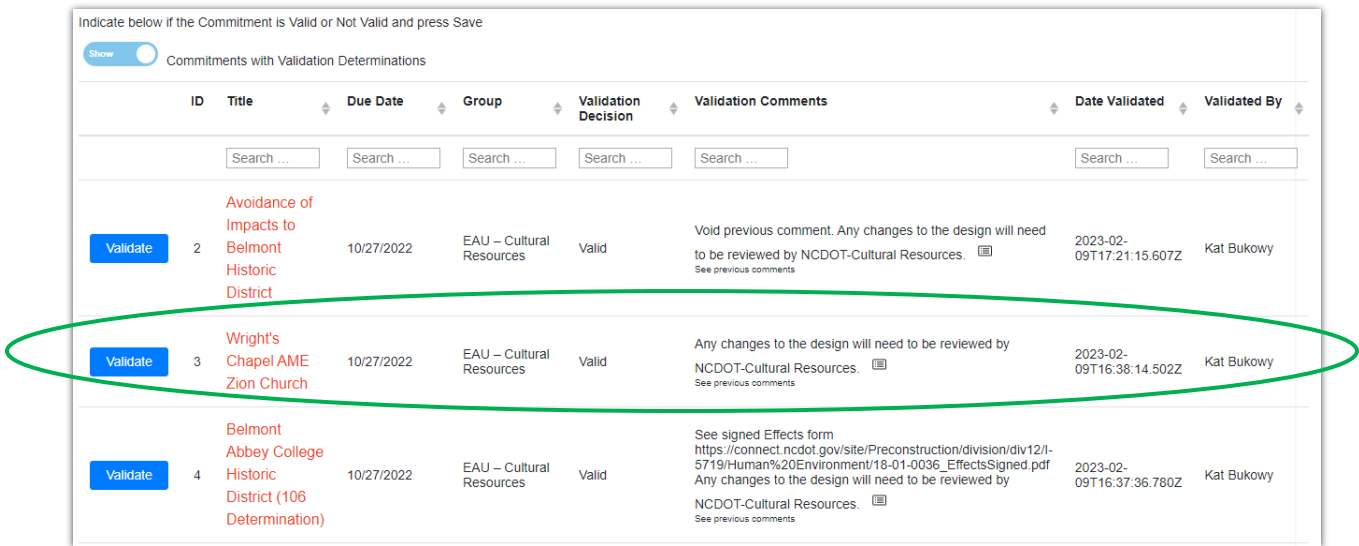 Indicate below if the Commitment is Valid or Not Valid and press Save
Show
Commitments with Validation Determinations
ID Title Due Date Group Validation Decision Validation Comments Date Validated Validated By
Search ... Search ... Search ... Search ... Search ... Search ... Search ...
Validate
2
Avoidance of
Impacts to
Belmont
Historic
District
10/27/2022
EAU – Cultural
Resources
Valid
Void previous comment. Any changes to the design will need
to be reviewed by NCDOT-Cultural Resources.
See previous comments
2023-02-
09T17:21:15.607Z
Kat Bukowy
Validate
3
Wright's
Chapel AME
Zion Church
10/27/2022
EAU – Cultural
Resources
Valid
Any changes to the design will need to be reviewed by
NCDOT-Cultural Resources.
See previous comments
2023-02-
09T16:38:14.502Z
Kat Bukowy
Validate
4
Belmont
Abbey College
Historic
District (106
Determination)
10/27/2022
EAU – Cultural
Resources
Valid
See signed Effects form
https://connect.ncdot.gov/site/Preconstruction/division/div12/I-
5719/Human%20Environment/18-01-0036_EffectsSigned.pdf
Any changes to the design will need to be reviewed by
NCDOT-Cultural Resources.
See previous comments
2023-02-
09T16:37:36.780Z
Kat Bukowy